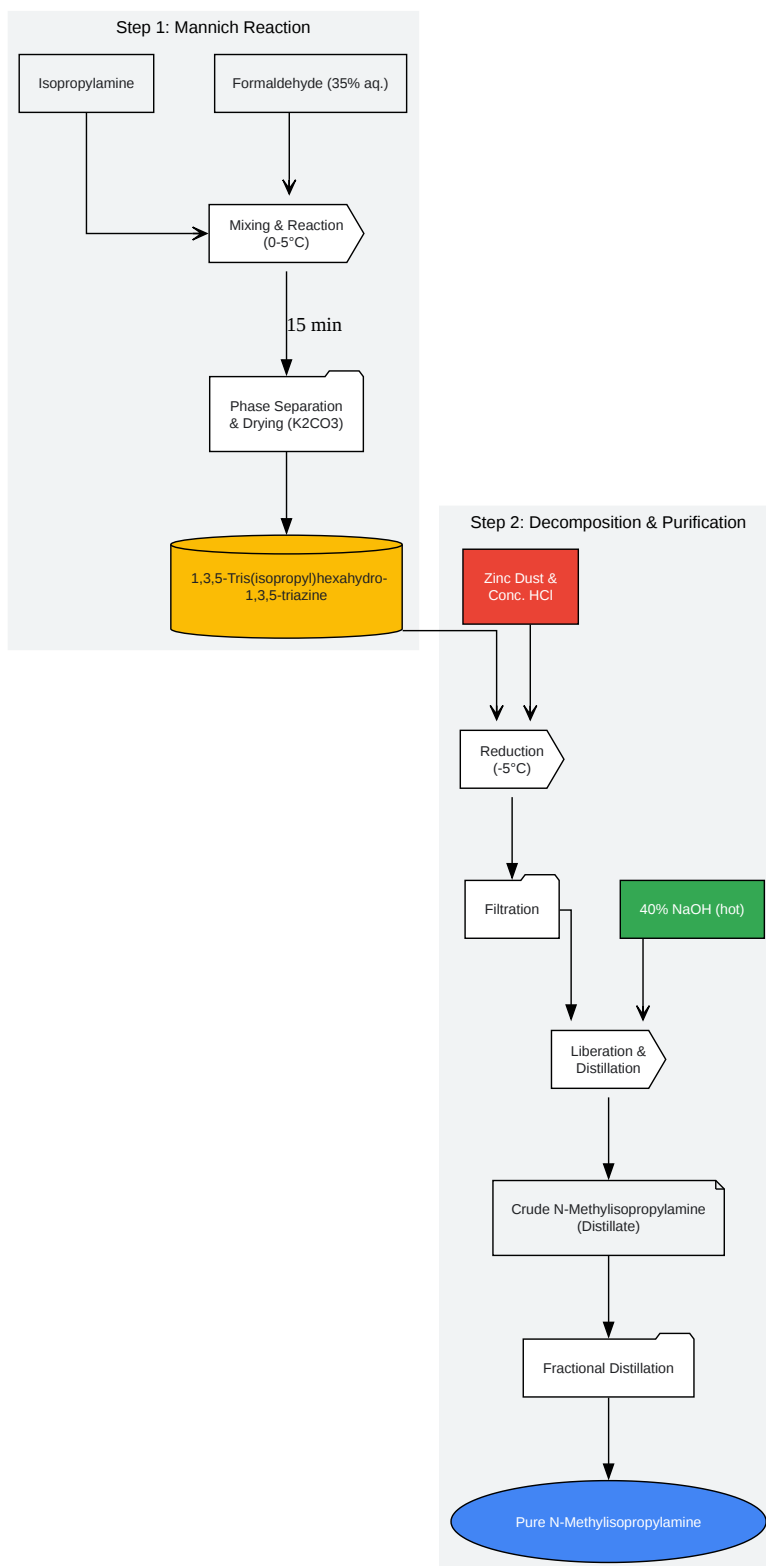 Step 1: Mannich Reaction
Isopropylamine
Formaldehyde (35% aq.)
Mixing & Reaction
(0-5°C)
15 min
Phase Separation
& Drying (K2CO3)
1,3,5-Tris(isopropyl)hexahydro-
1,3,5-triazine
Step 2: Decomposition & Purification
Zinc Dust &
Conc. HCl
Reduction
(-5°C)
Filtration
40% NaOH (hot)
Liberation &
Distillation
Crude N-Methylisopropylamine
(Distillate)
Fractional Distillation
Pure N-Methylisopropylamine